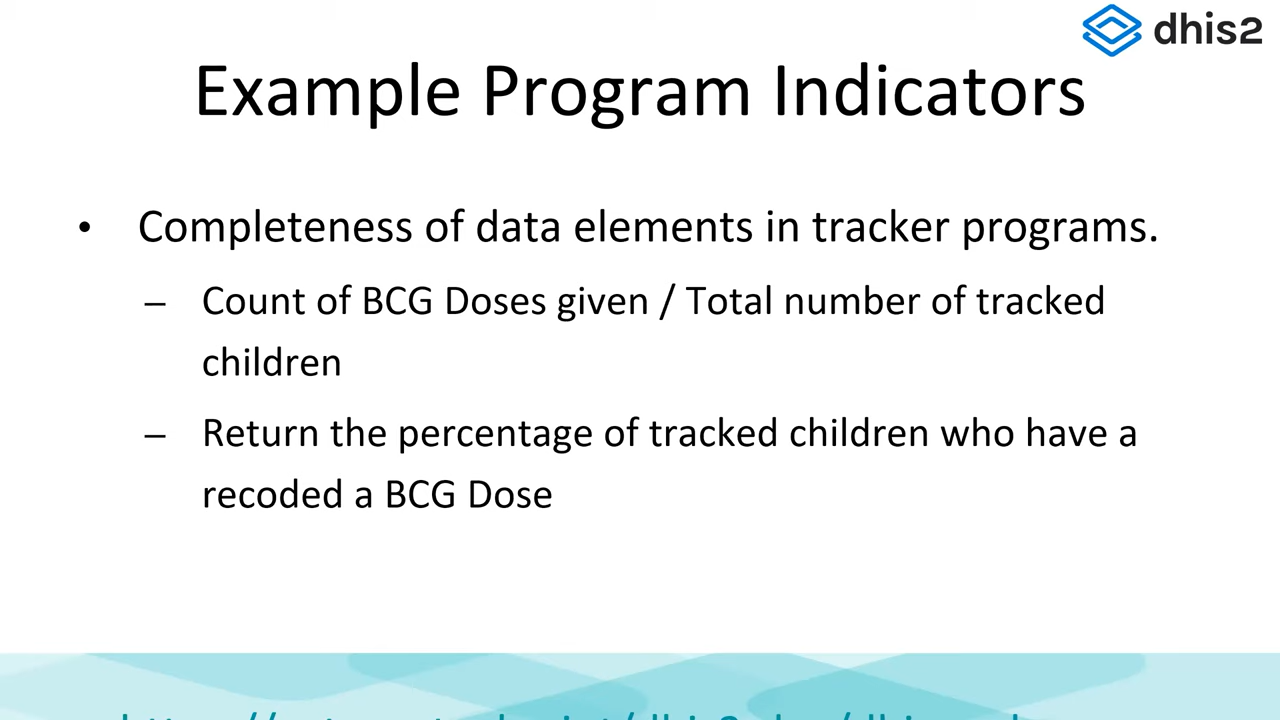 dhis2
Example Program Indicators
• Completeness of data elements in tracker programs.
– Count of BCG Doses given / Total number of tracked
children
– Return the percentage of tracked children who have a
recoded a BCG Dose